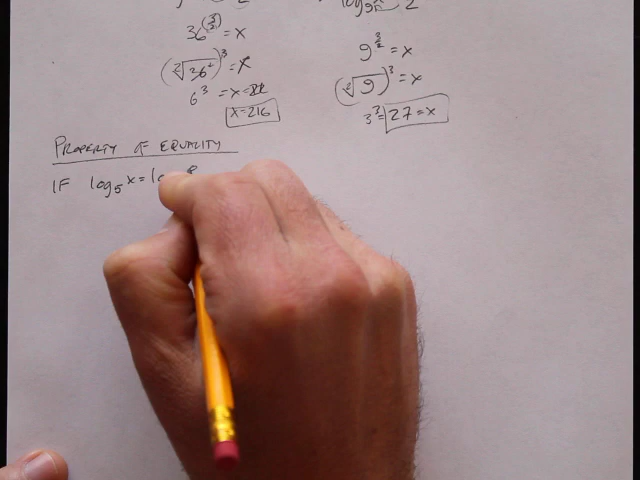 36^(3/2) = x
(²√36)³ = x
6³ = x
x=216
9^(3/2) = x
(²√9)³ = x
3³= 27 = x
PROPERTY OF EQUALITY
IF log₅ x = lo 8